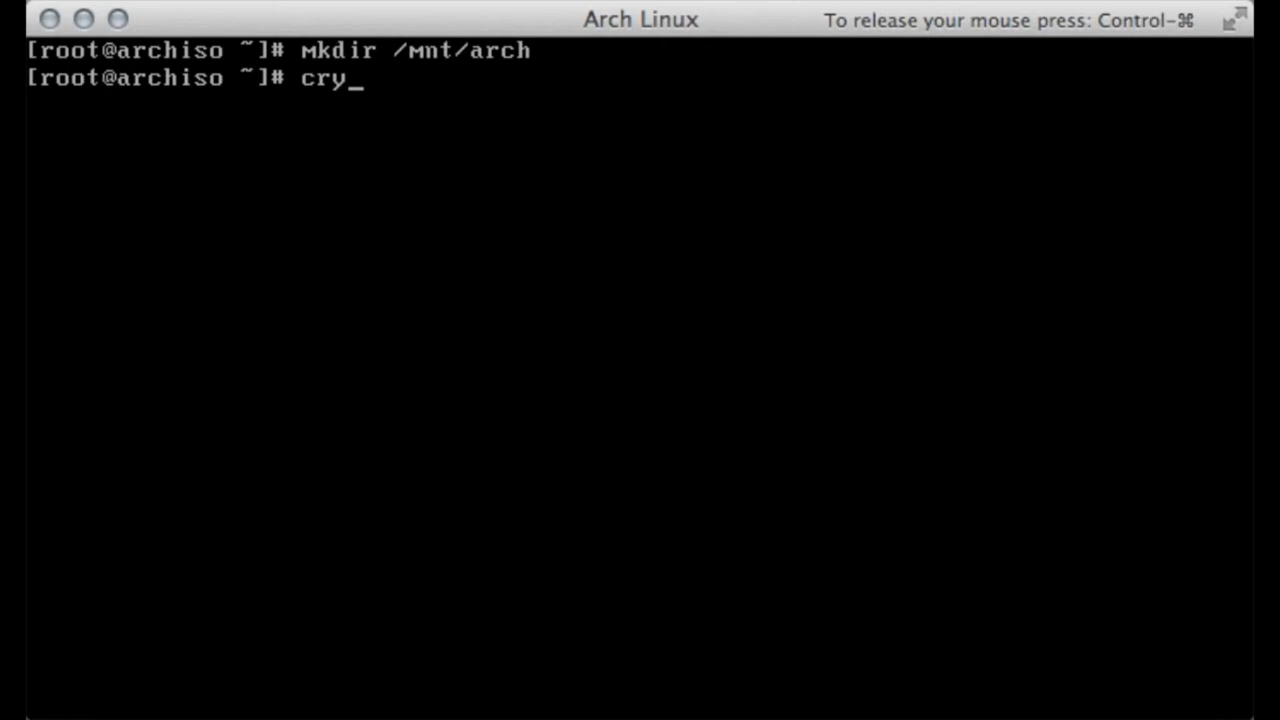 Arch Linux
To release your mouse press: Control-⌘
[root@archiso ~]# mkdir /mnt/arch
[root@archiso ~]# cry_